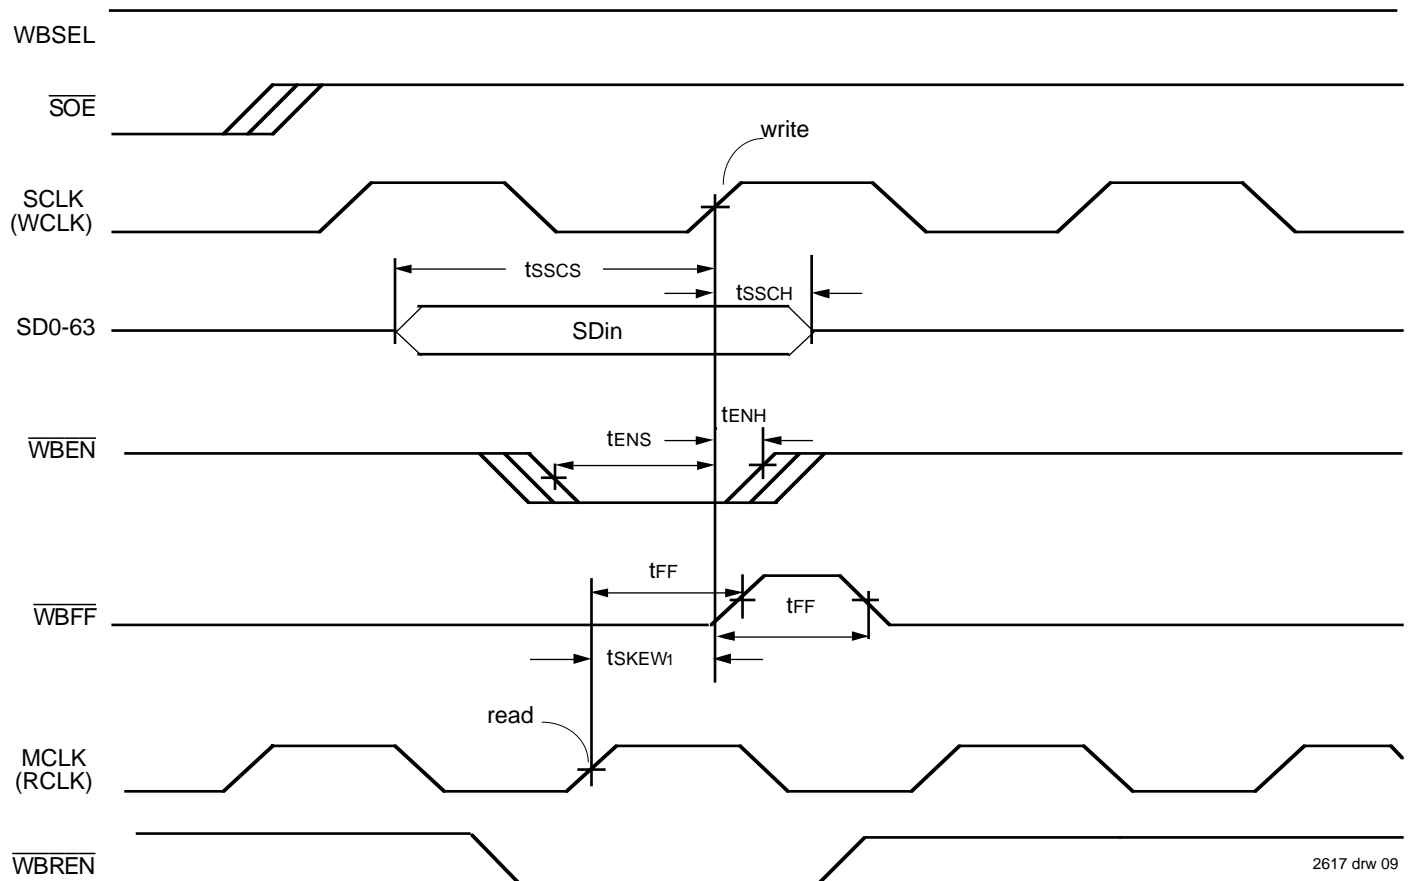 WBSEL
SOE
write
SCLK
(WCLK)
tSSCS
tSSCH
SD0-63
SDin
tENH
tENS
WBEN
tFF
tFF
WBFF
tSKEW1
read
MCLK
(RCLK)
WBREN
2617 drw 09